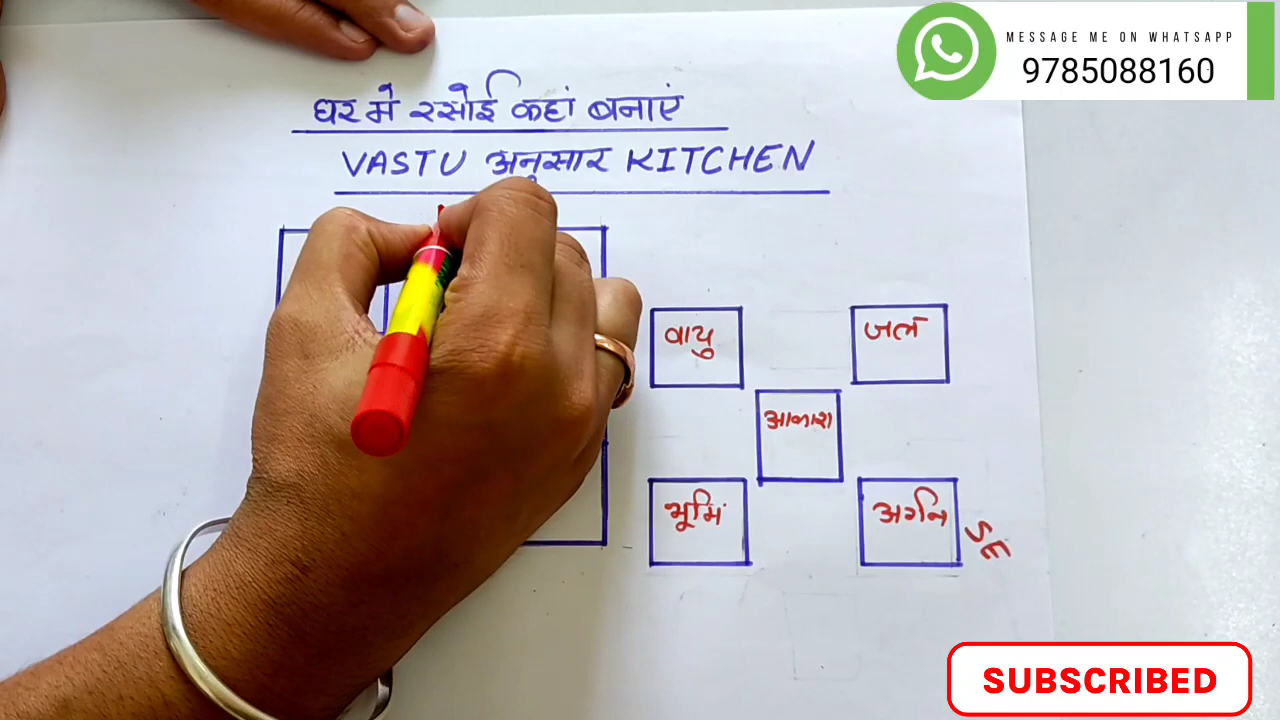 MESSAGE ME ON WHATSAPP
9785088160
घर मे रसोई कहां बनाएं
VASTU अनुसार KITCHEN
वायु
जल
आकाश
भूमि
अग्नि
SE
SUBSCRIBED